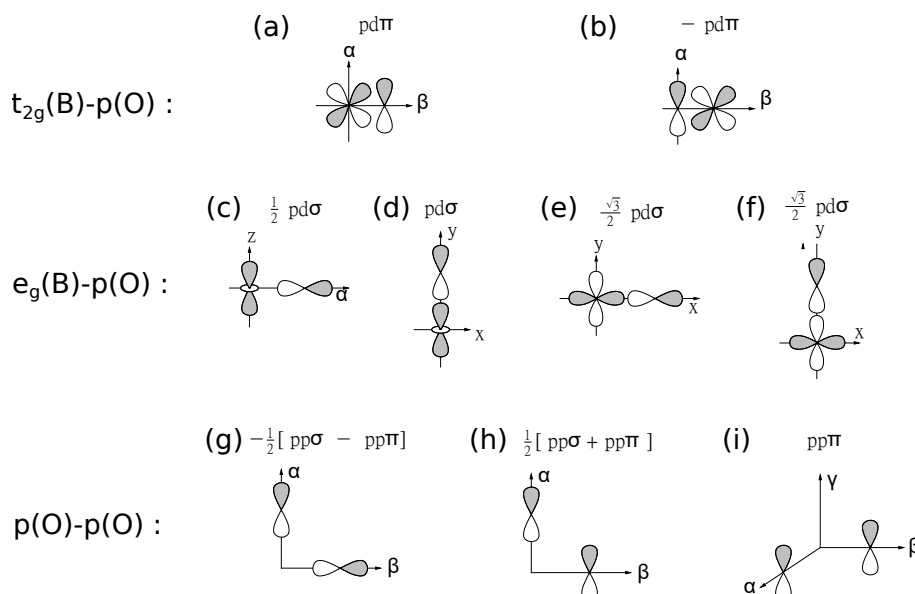 (a) pdπ (b) − pdπ
α α
t2g(B)-p(O) : β β
(c) ½ pdσ (d) pdσ (e) √3/2 pdσ (f) √3/2 pdσ
z y y y
eg(B)-p(O) : α x x x
(g) −½[ ppσ − ppπ] (h) ½[ ppσ + ppπ ] (i) ppπ
α α γ
p(O)-p(O) : β β α β